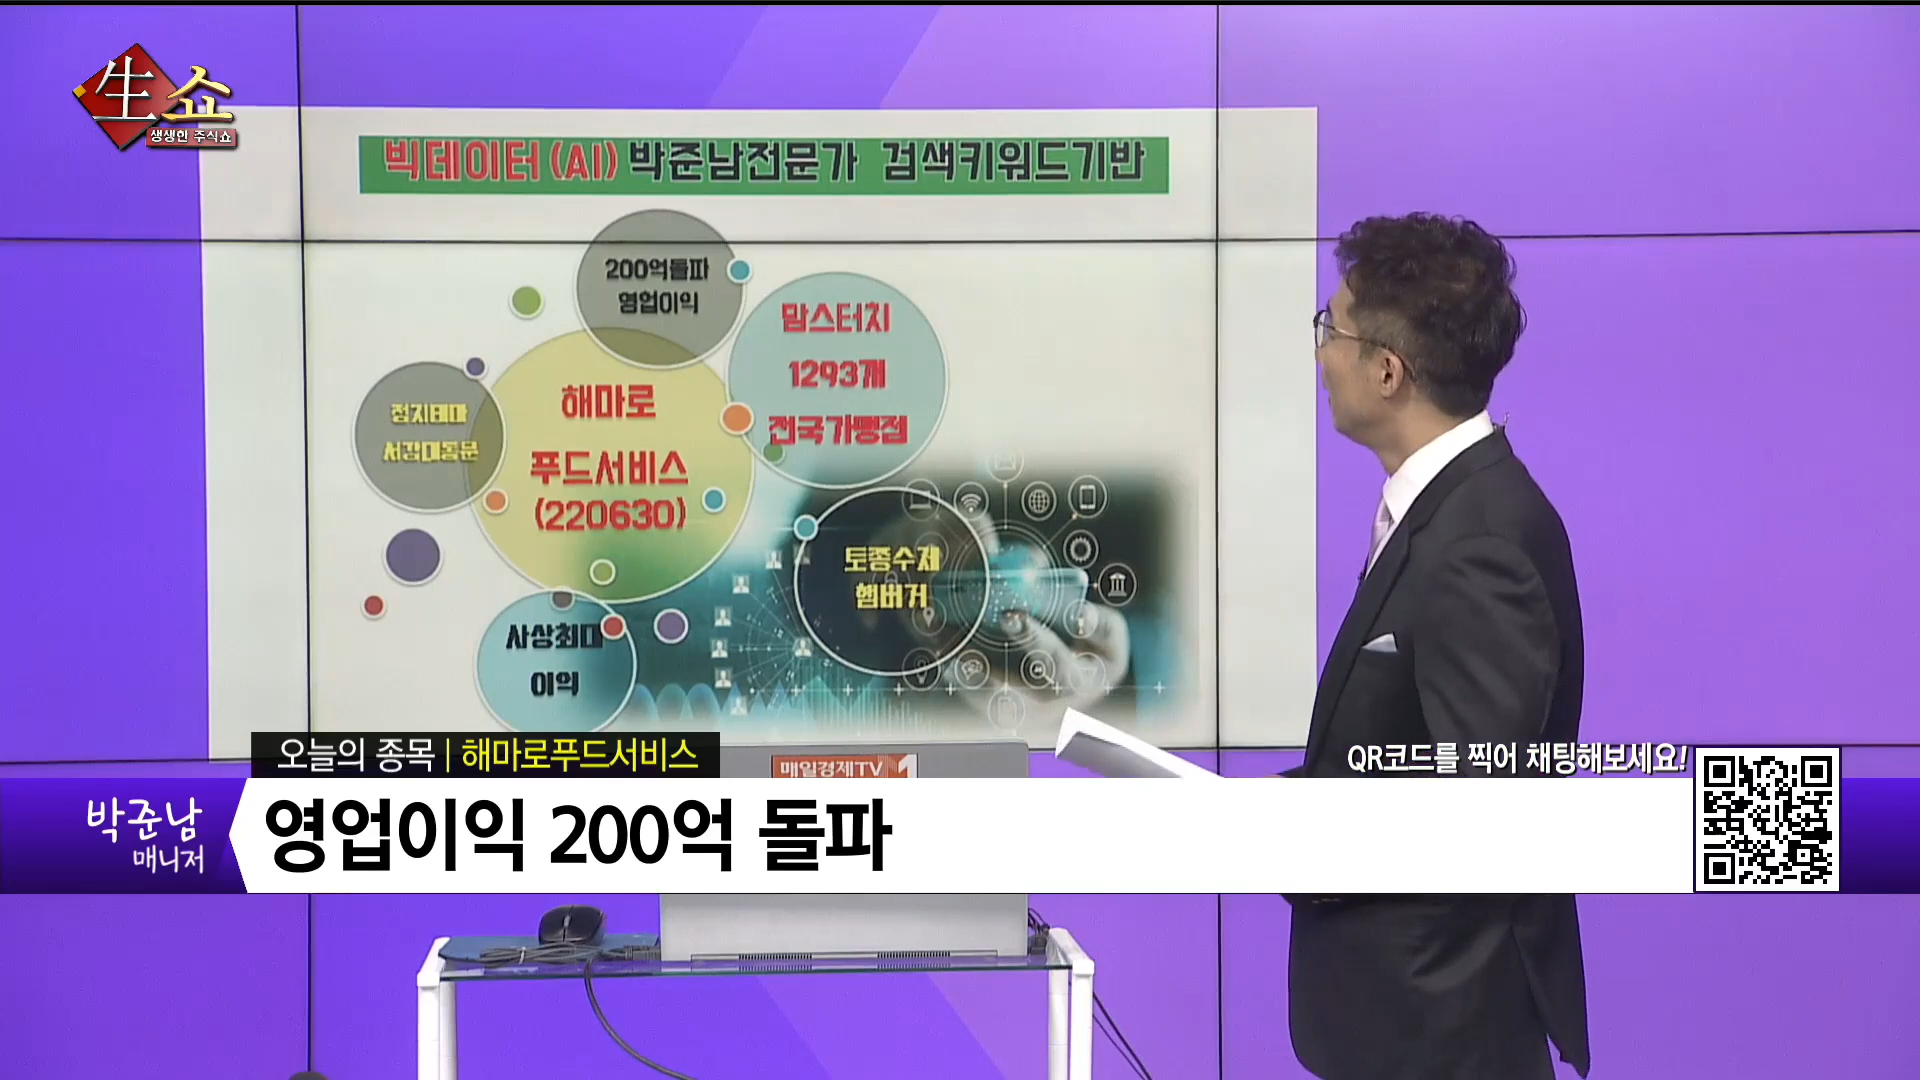 生쇼
생생한 주식쇼
빅데이터(AI) 박준남전문가 검색키워드기반
200억돌파
영업이익
맘스터치
1293개
전국가맹점
정치테마
서강대동문
해마로
푸드서비스
(220630)
토종수제
햄버거
사상최대
이익
오늘의 종목 | 해마로푸드서비스
매일경제TV 1
QR코드를 찍어 채팅해보세요!
박준남
매니저
영업이익 200억 돌파